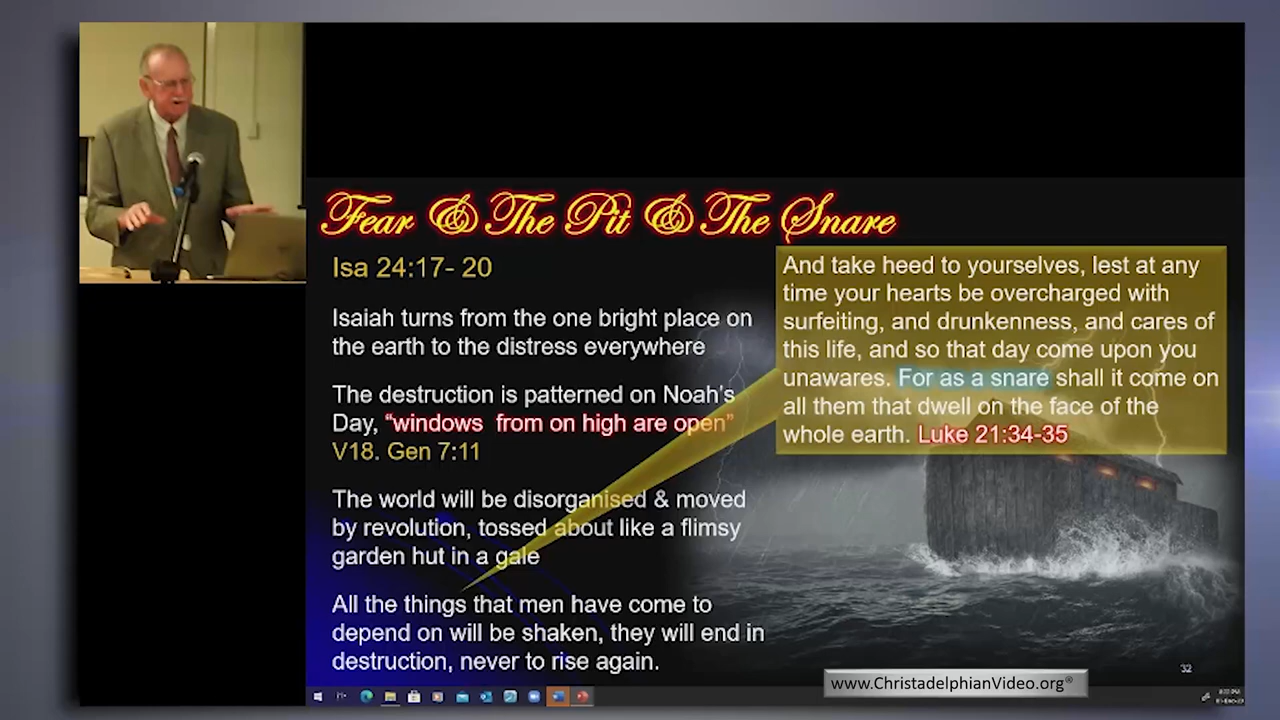 Fear & The Pit & The Snare
Isa 24:17- 20
Isaiah turns from the one bright place on
the earth to the distress everywhere
The destruction is patterned on Noah's
Day, “windows from on high are open”
V18. Gen 7:11
The world will be disorganised & moved
by revolution, tossed about like a flimsy
garden hut in a gale
All the things that men have come to
depend on will be shaken, they will end in
destruction, never to rise again.
And take heed to yourselves, lest at any
time your hearts be overcharged with
surfeiting, and drunkenness, and cares of
this life, and so that day come upon you
unawares. For as a snare shall it come on
all them that dwell on the face of the
whole earth. Luke 21:34-35
32
www.ChristadelphianVideo.org®